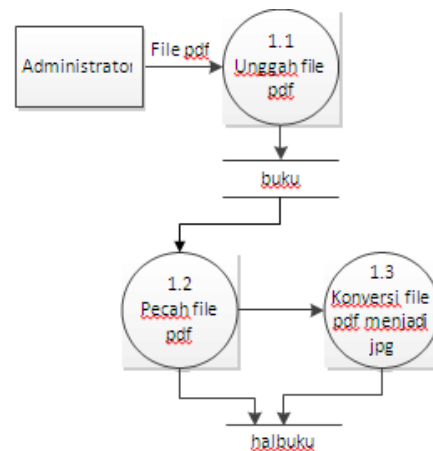 File pdf
Administrator
1.1
Unggah file
pdf
buku
1.2
Pecah file
pdf
1.3
Konversi file
pdf menjadi
jpg
halbuku